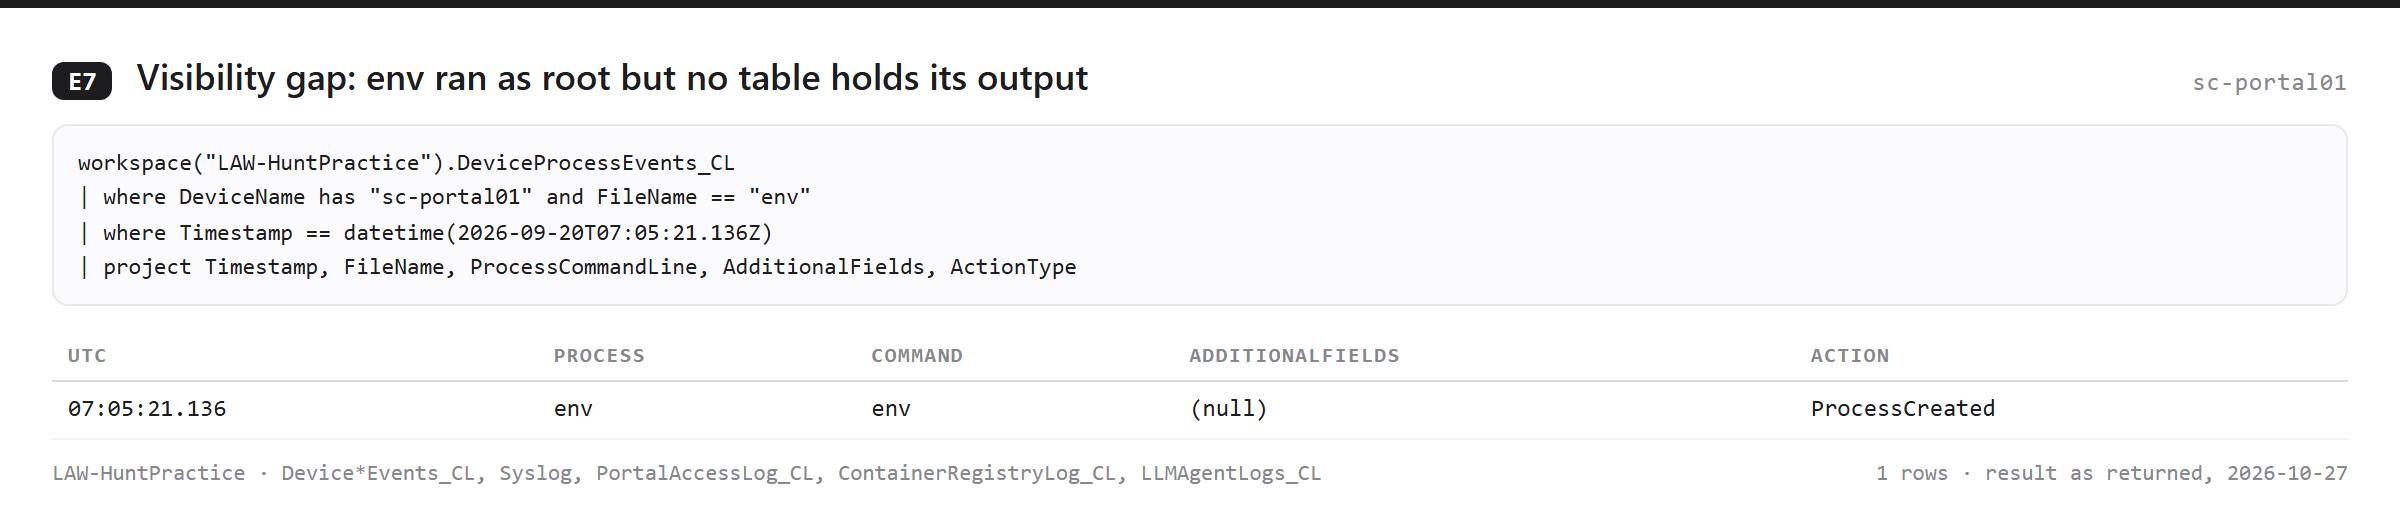 E7 Visibility gap: env ran as root but no table holds its output sc-portal01
workspace("LAW-HuntPractice").DeviceProcessEvents_CL
| where DeviceName has "sc-portal01" and FileName == "env"
| where Timestamp == datetime(2026-09-20T07:05:21.136Z)
| project Timestamp, FileName, ProcessCommandLine, AdditionalFields, ActionType
UTC PROCESS COMMAND ADDITIONALFIELDS ACTION
07:05:21.136 env env (null) ProcessCreated
LAW-HuntPractice · Device*Events_CL, Syslog, PortalAccessLog_CL, ContainerRegistryLog_CL, LLMAgentLogs_CL 1 rows · result as returned, 2026-10-27